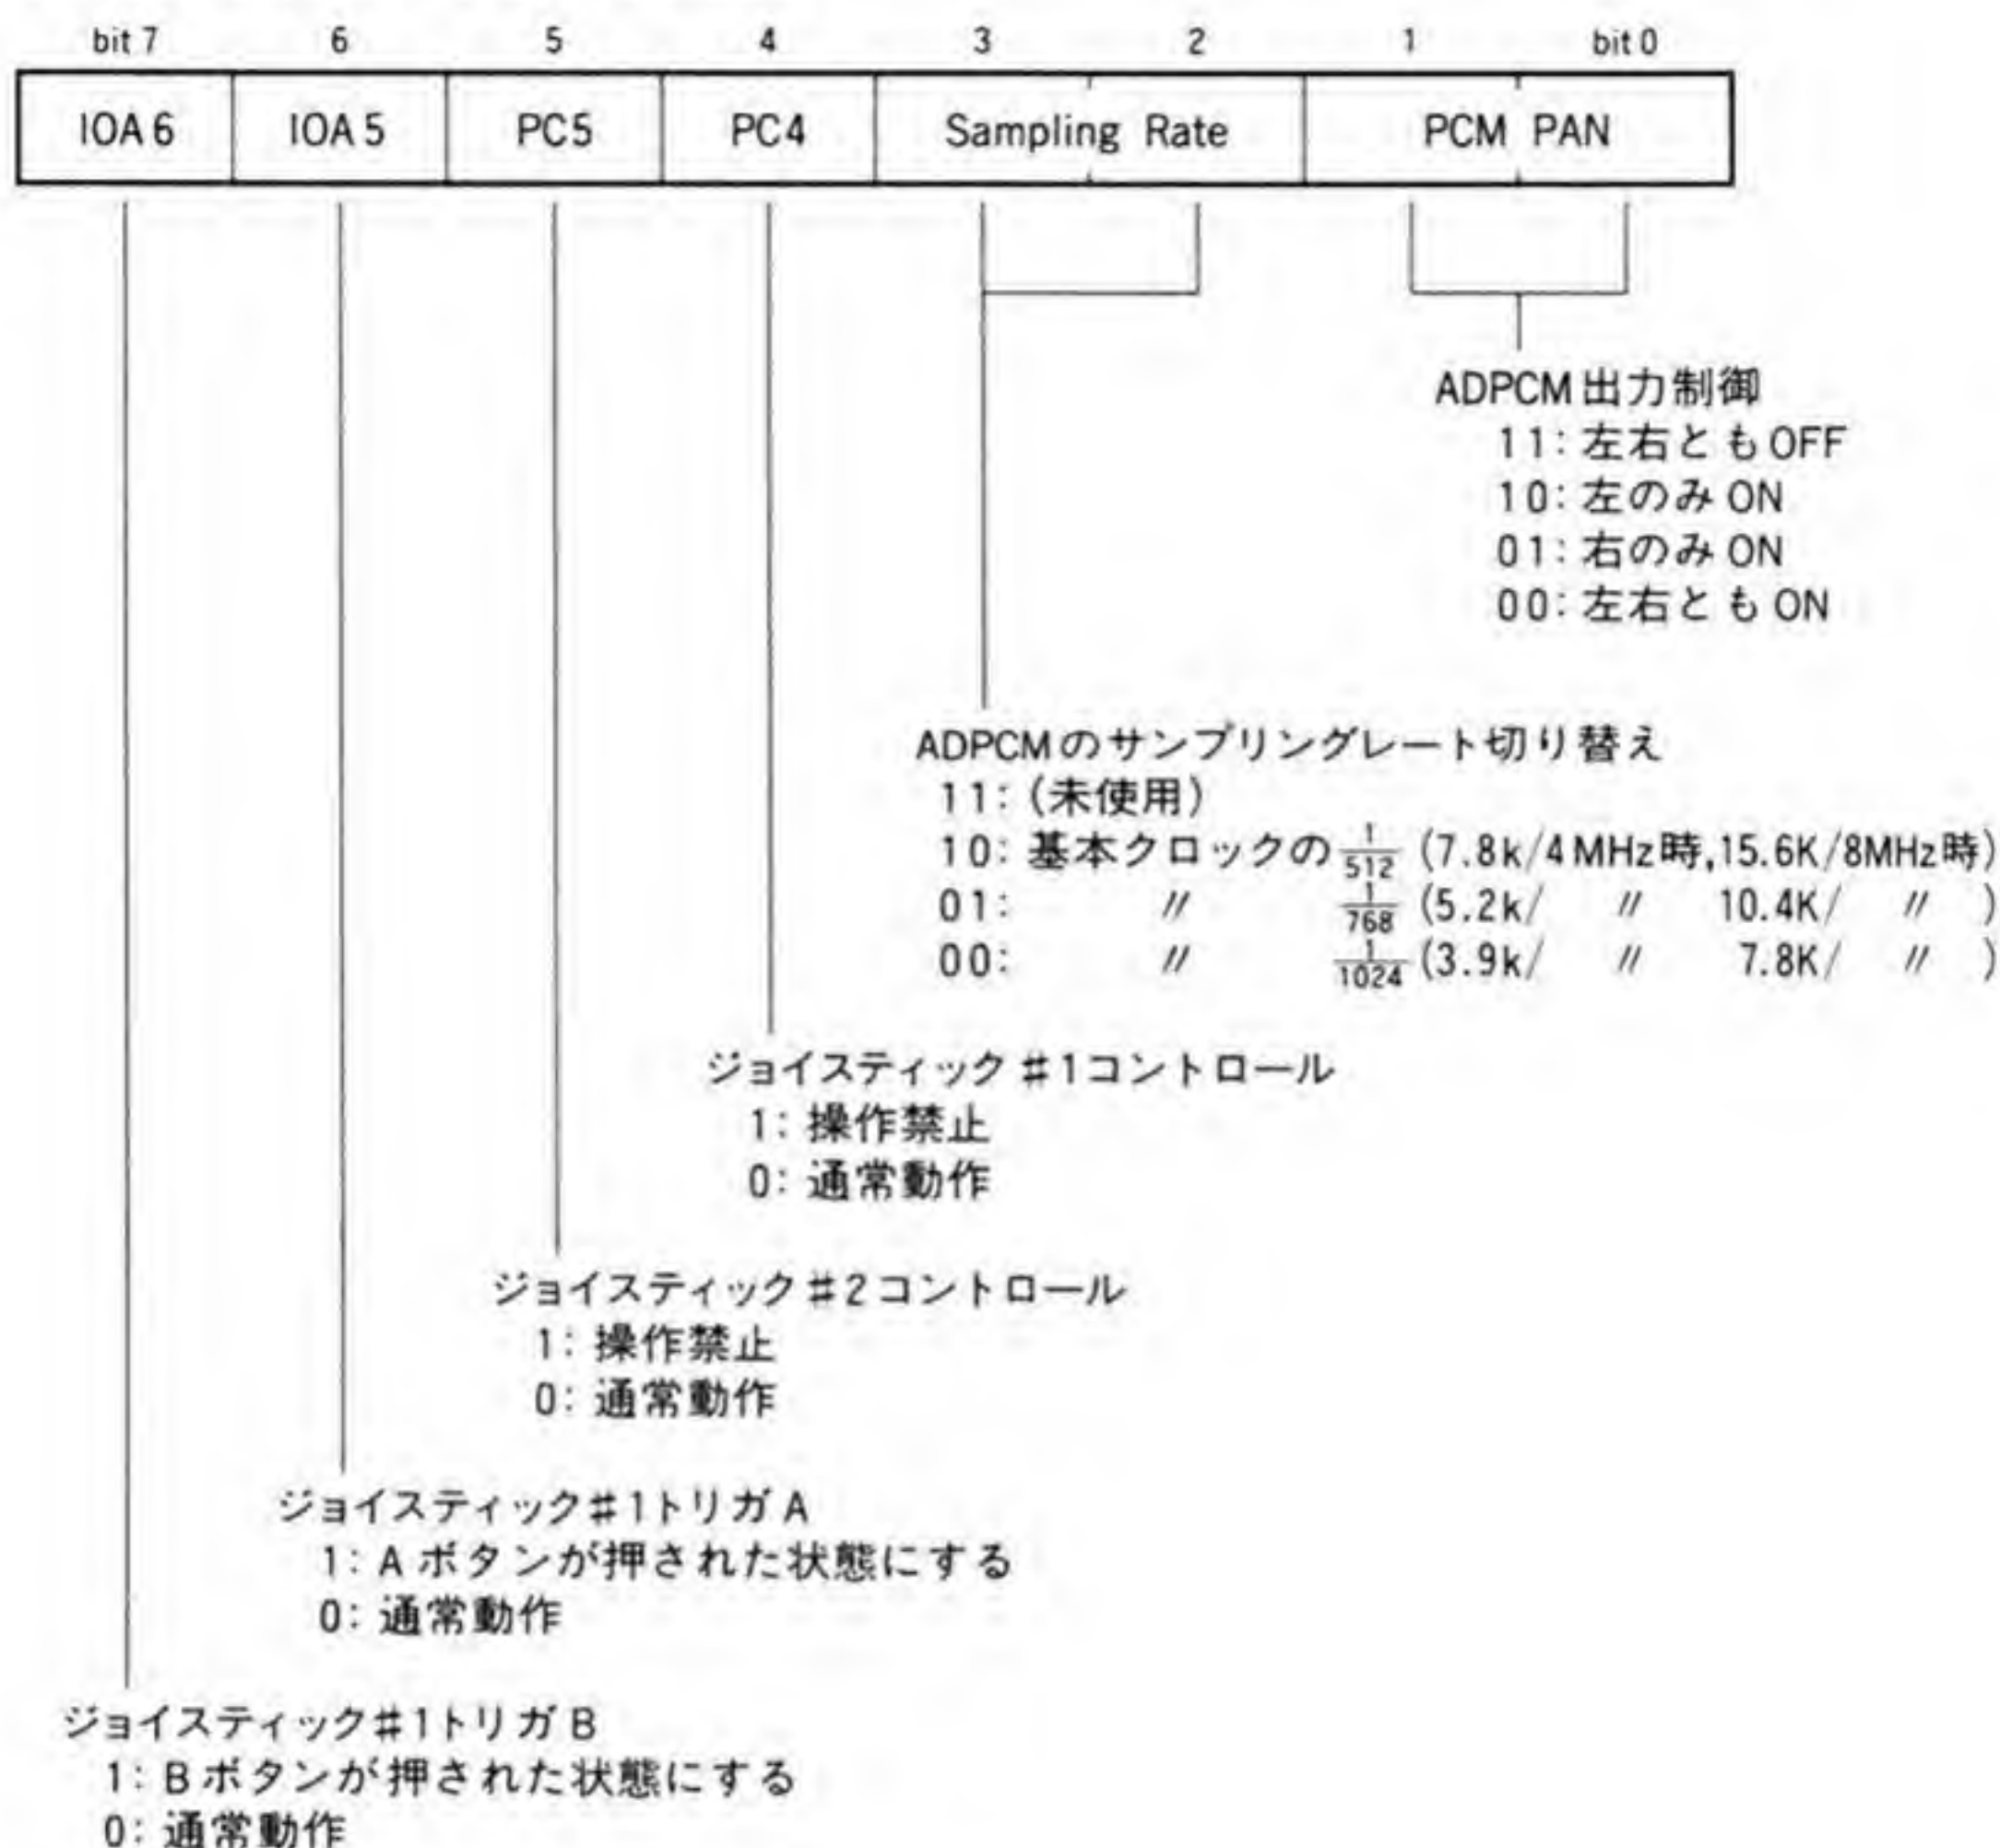 bit 7 6 5 4 3 2 1 bit 0
IOA 6 IOA 5 PC5 PC4 Sampling Rate PCM PAN
ADPCM出力制御
11: 左右ともOFF
10: 左のみ ON
01: 右のみ ON
00: 左右とも ON
ADPCMのサンプリングレート切り替え
11: (未使用)
10: 基本クロックの 1/512 (7.8k/4MHz時,15.6K/8MHz時)
01: 〃 1/768 (5.2k/ 〃 10.4K/ 〃 )
00: 〃 1/1024 (3.9k/ 〃 7.8K/ 〃 )
ジョイスティック #1コントロール
1: 操作禁止
0: 通常動作
ジョイスティック#2コントロール
1: 操作禁止
0: 通常動作
ジョイスティック#1トリガ A
1: A ボタンが押された状態にする
0: 通常動作
ジョイスティック#1トリガ B
1: Bボタンが押された状態にする
0: 通常動作